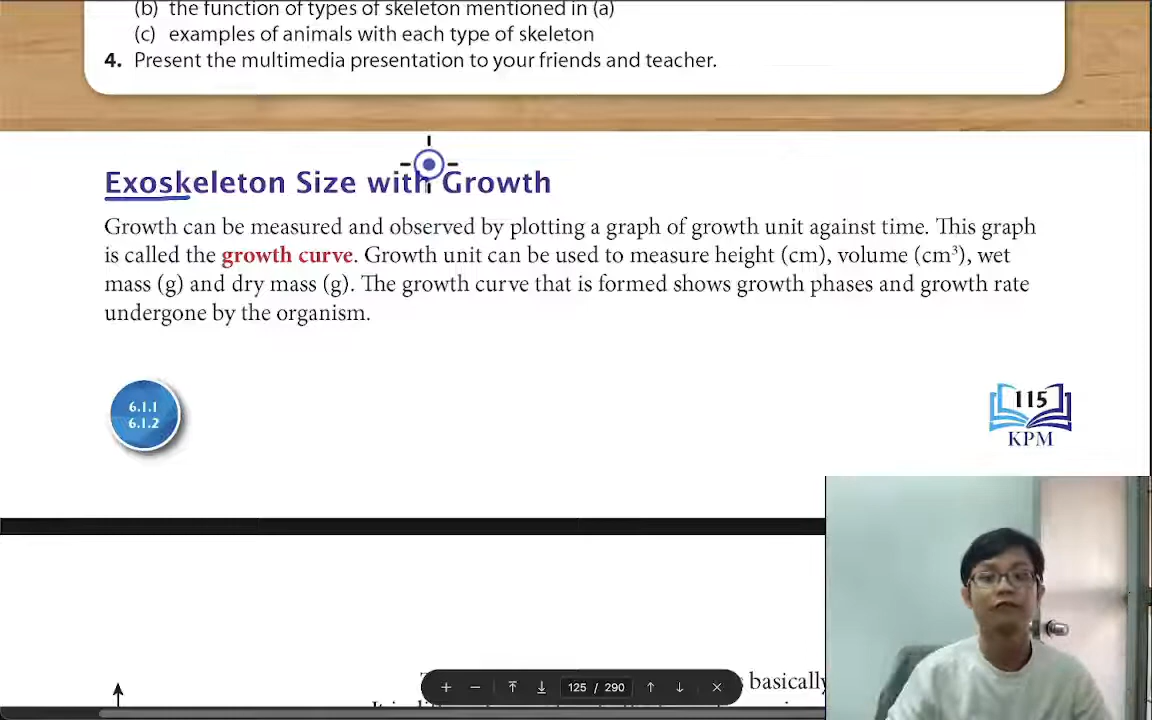 (b) the function of types of skeleton mentioned in (a)
(c) examples of animals with each type of skeleton
4. Present the multimedia presentation to your friends and teacher.
Exoskeleton Size with Growth
Growth can be measured and observed by plotting a graph of growth unit against time. This graph
is called the growth curve. Growth unit can be used to measure height (cm), volume (cm³), wet
mass (g) and dry mass (g). The growth curve that is formed shows growth phases and growth rate
undergone by the organism.
6.1.1
6.1.2
115
KPM
basically
125 / 290